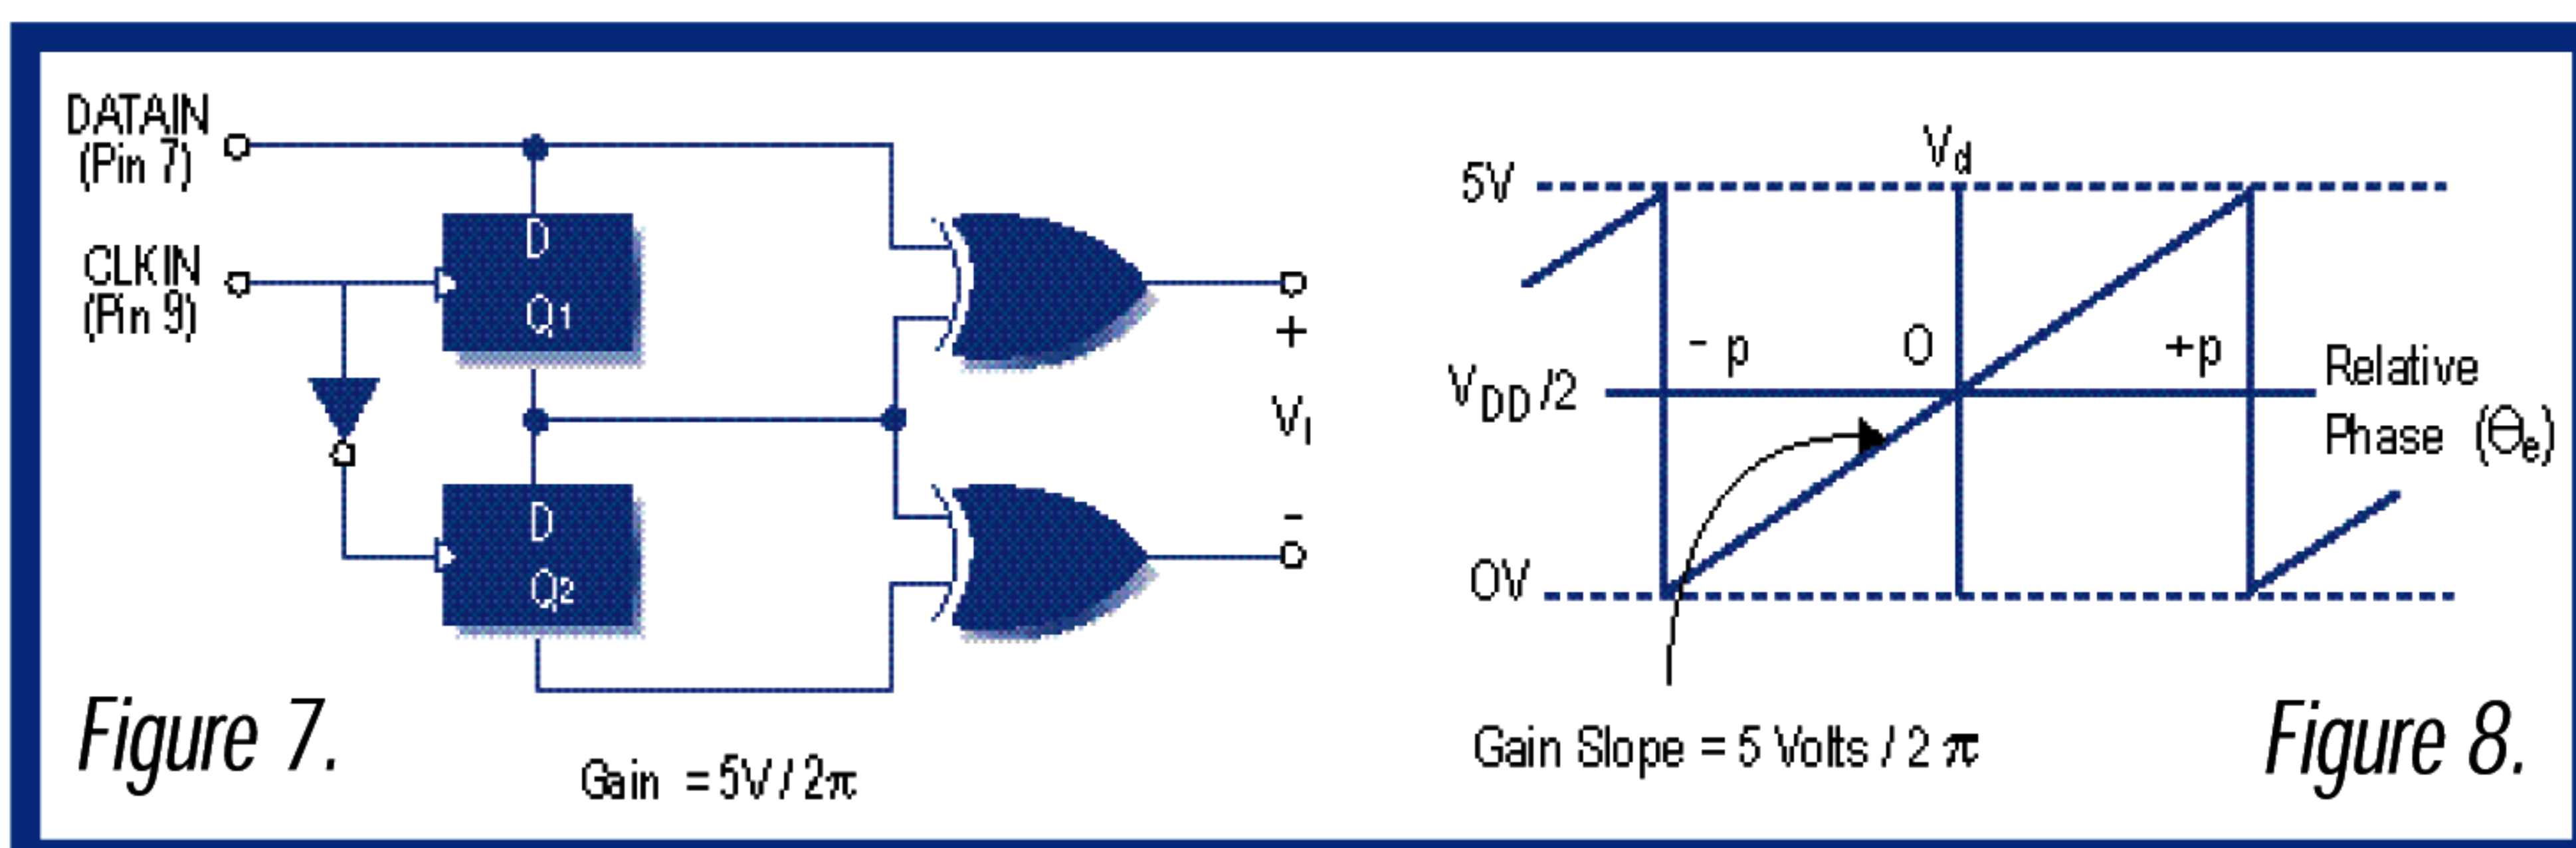 DATAIN
(Pin 7)
CLKIN
(Pin 9)
D
Q1
D
Q2
+
VI
-
Figure 7.
Gain = 5V / 2π
Vd
5V
- p
O
+p
VDD /2
Relative
Phase (Θe)
OV
Gain Slope = 5 Volts / 2 π
Figure 8.